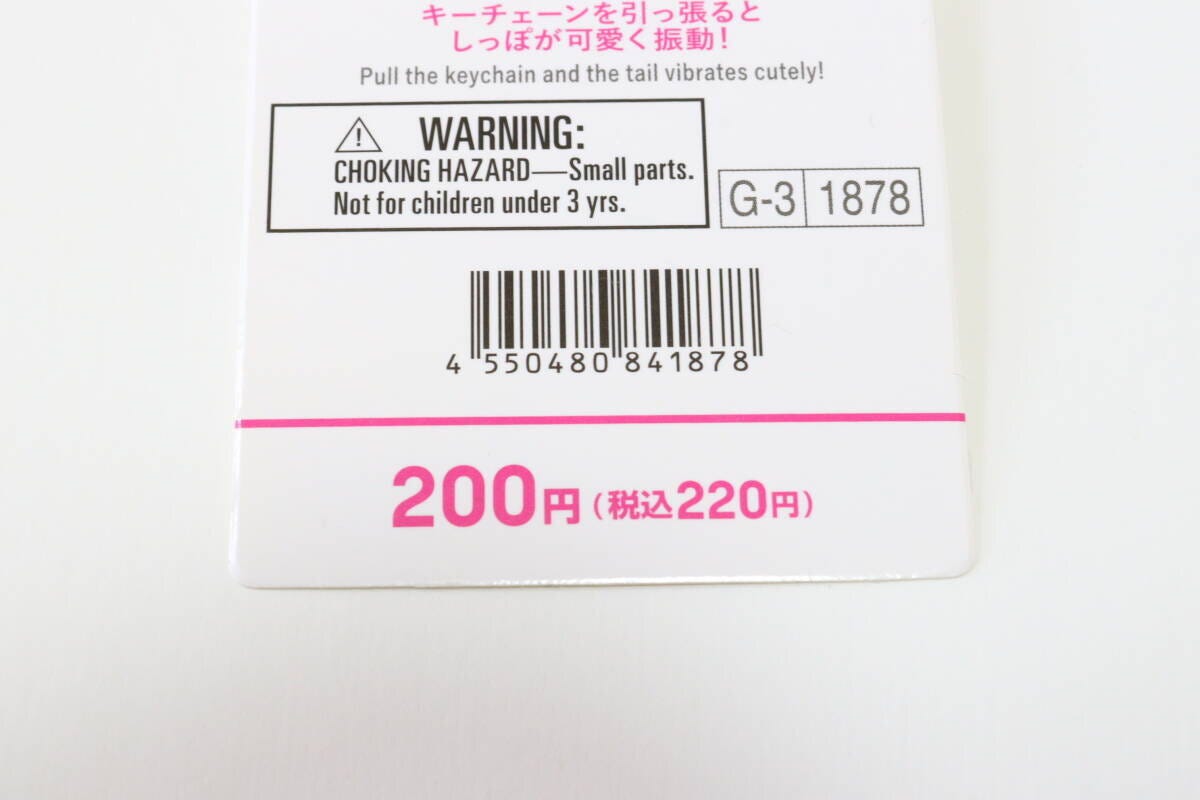 キーチェーンを引っ張ると
しっぽが可愛く振動!
Pull the keychain and the tail vibrates cutely!
WARNING:
CHOKING HAZARD—Small parts.
Not for children under 3 yrs.
G-3 1878
4 550480 841878
200円(税込220円)